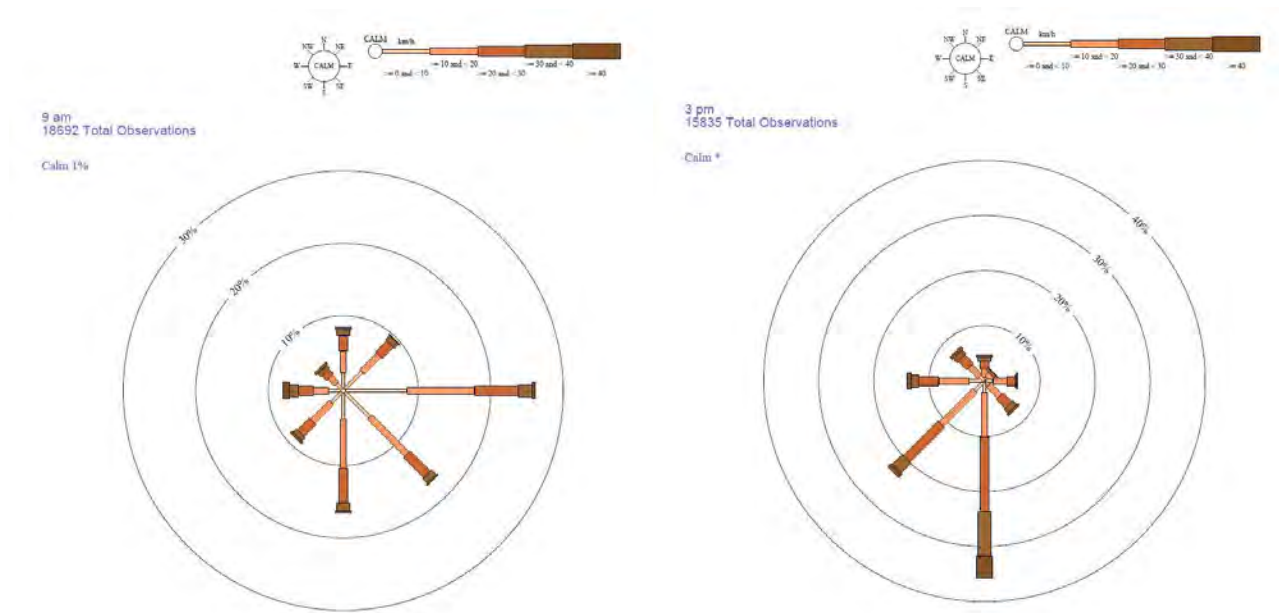 N
NW NE
W CALM E
SW NE
S
CALM km/h
>= 10 and < 20 >= 30 and < 40
>= 0 and < 10 >= 20 and < 30 >= 40
9 am
18692 Total Observations
Calm 1%
30%
20%
10%
N
NW NE
W CALM E
SW NE
S
CALM km/h
>= 10 and < 20 >= 30 and < 40
>= 0 and < 10 >= 20 and < 30 >= 40
3 pm
15835 Total Observations
Calm *
40%
30%
20%
10%